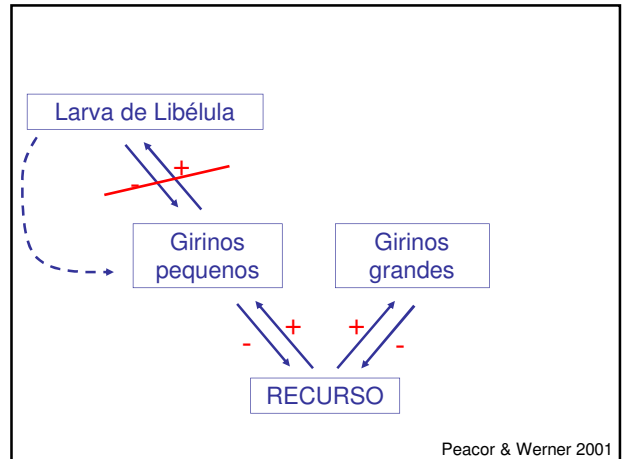 Larva de Libélula
-
+
Girinos
pequenos
Girinos
grandes
-
+
+
-
RECURSO
Peacor & Werner 2001